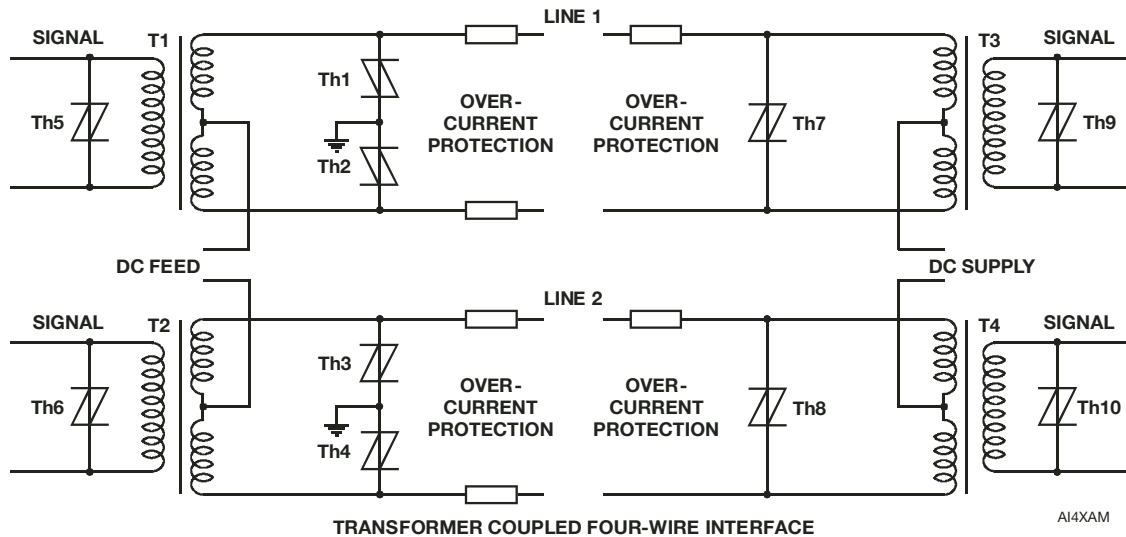 LINE 1
SIGNAL T1 T3 SIGNAL
Th1
Th5
OVER-
CURRENT
PROTECTION
OVER-
CURRENT
PROTECTION
Th7 Th9
Th2
DC FEED DC SUPPLY
LINE 2
SIGNAL T2 T4 SIGNAL
Th3
Th6
OVER-
CURRENT
PROTECTION
OVER-
CURRENT
PROTECTION
Th8 Th10
Th4
AI4XAM
TRANSFORMER COUPLED FOUR-WIRE INTERFACE